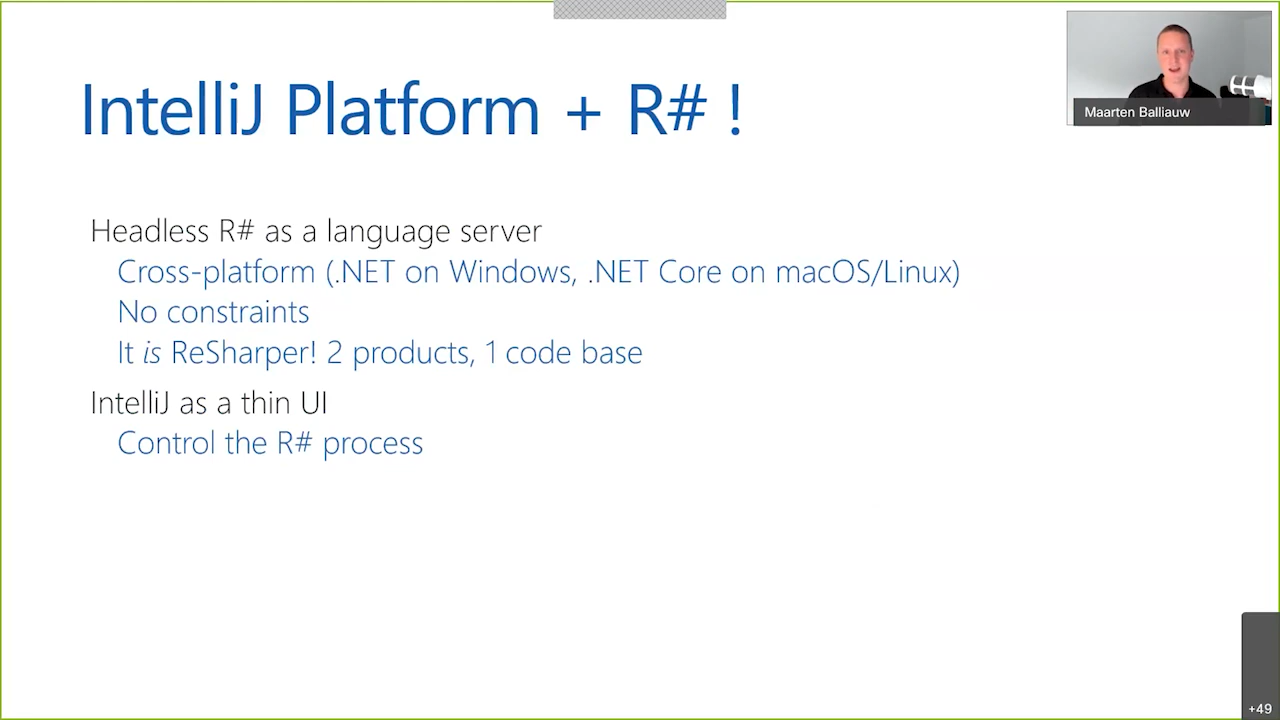 IntelliJ Platform + R# !
Maarten Balliauw
Headless R# as a language server
Cross-platform (.NET on Windows, .NET Core on macOS/Linux)
No constraints
It is ReSharper! 2 products, 1 code base
IntelliJ as a thin UI
Control the R# process
+49